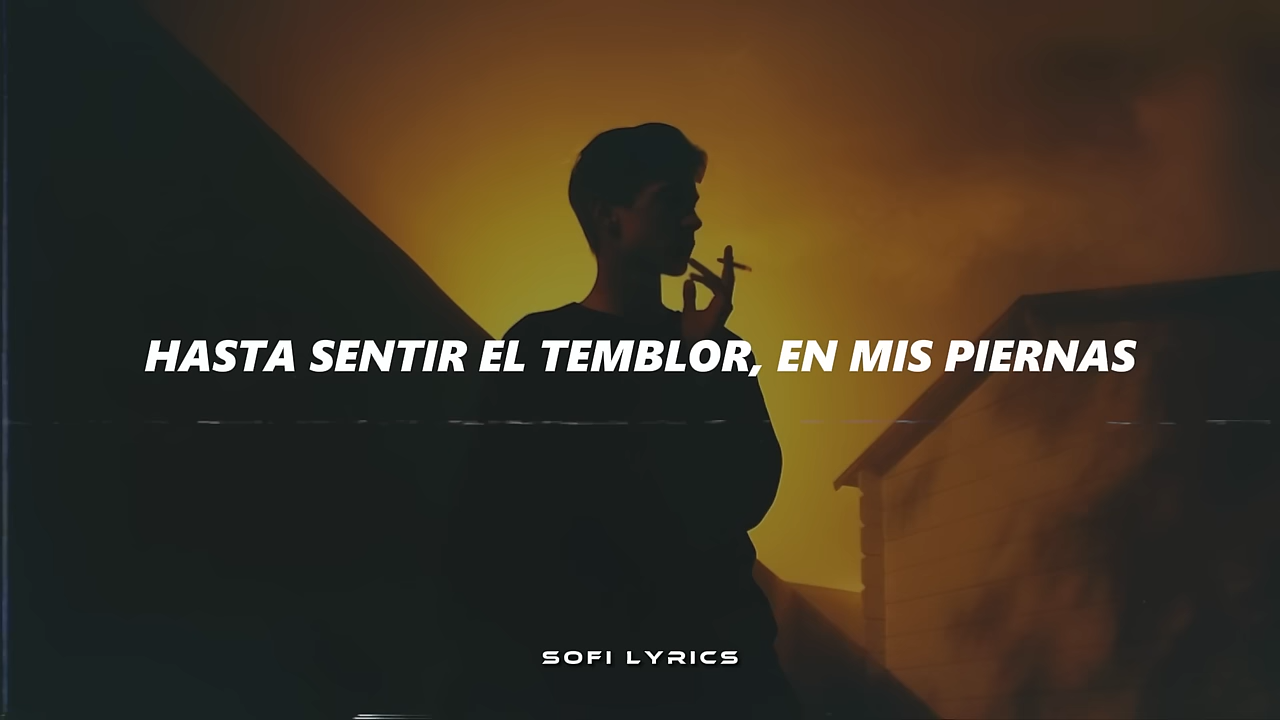 HASTA SENTIR EL TEMBLOR, EN MIS PIERNAS
SOFI LYRICS